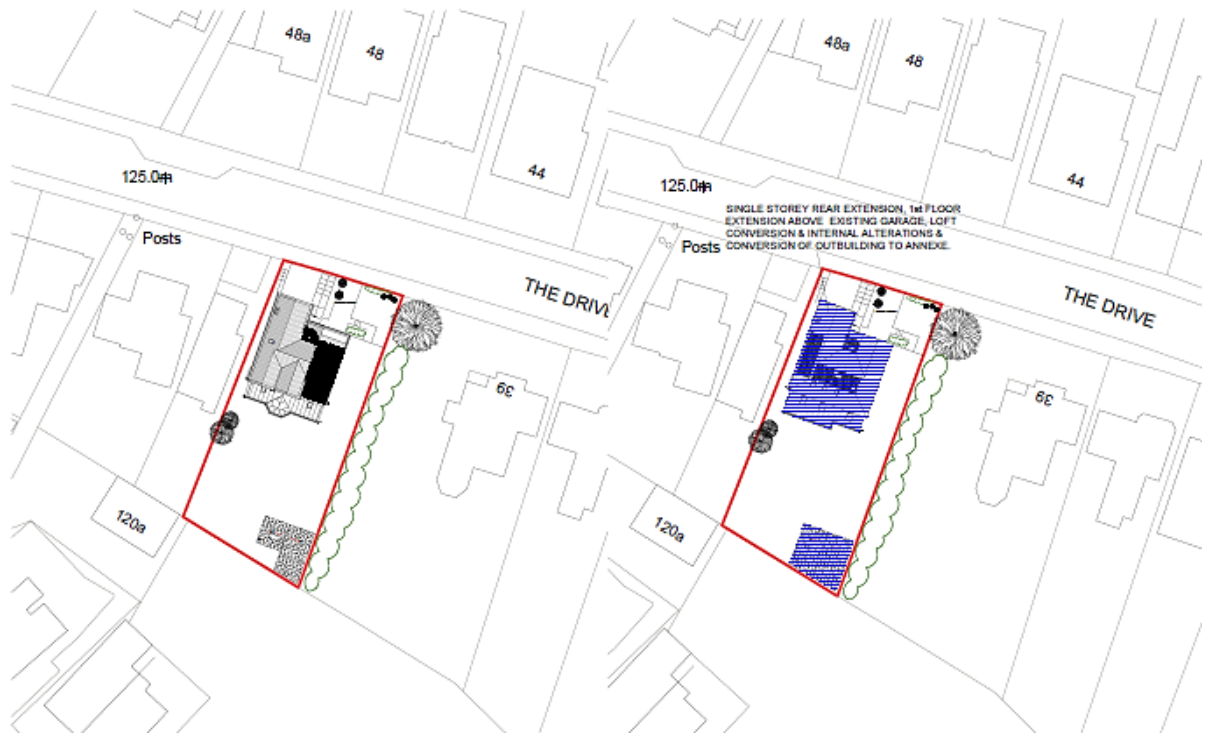 48a
48
44
125.0m
Posts
THE DRIVE
39
120a
48a
48
44
125.0m
SINGLE STOREY REAR EXTENSION, 1st FLOOR
EXTENSION ABOVE EXISTING GARAGE, LOFT
CONVERSION & INTERNAL ALTERATIONS &
CONVERSION OF OUTBUILDING TO ANNEXE.
Posts
THE DRIVE
39
120a